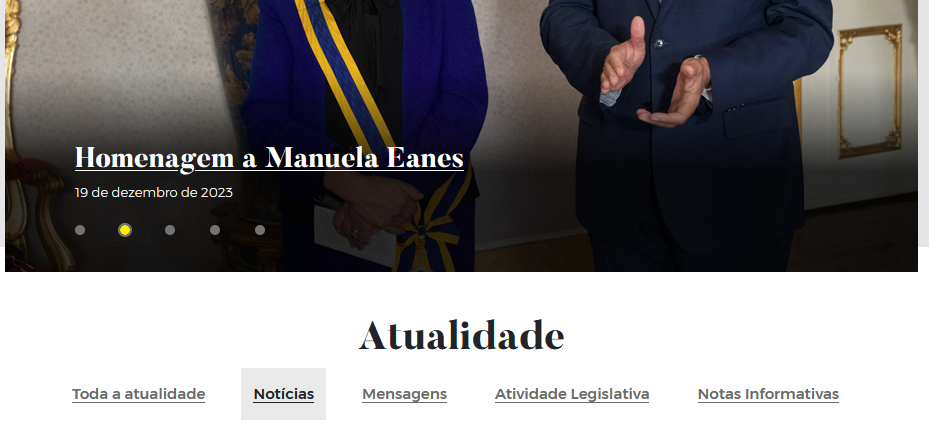 Homenagem a Manuela Eanes
19 de dezembro de 2023
Atualidade
Toda a atualidade Notícias Mensagens Atividade Legislativa Notas Informativas